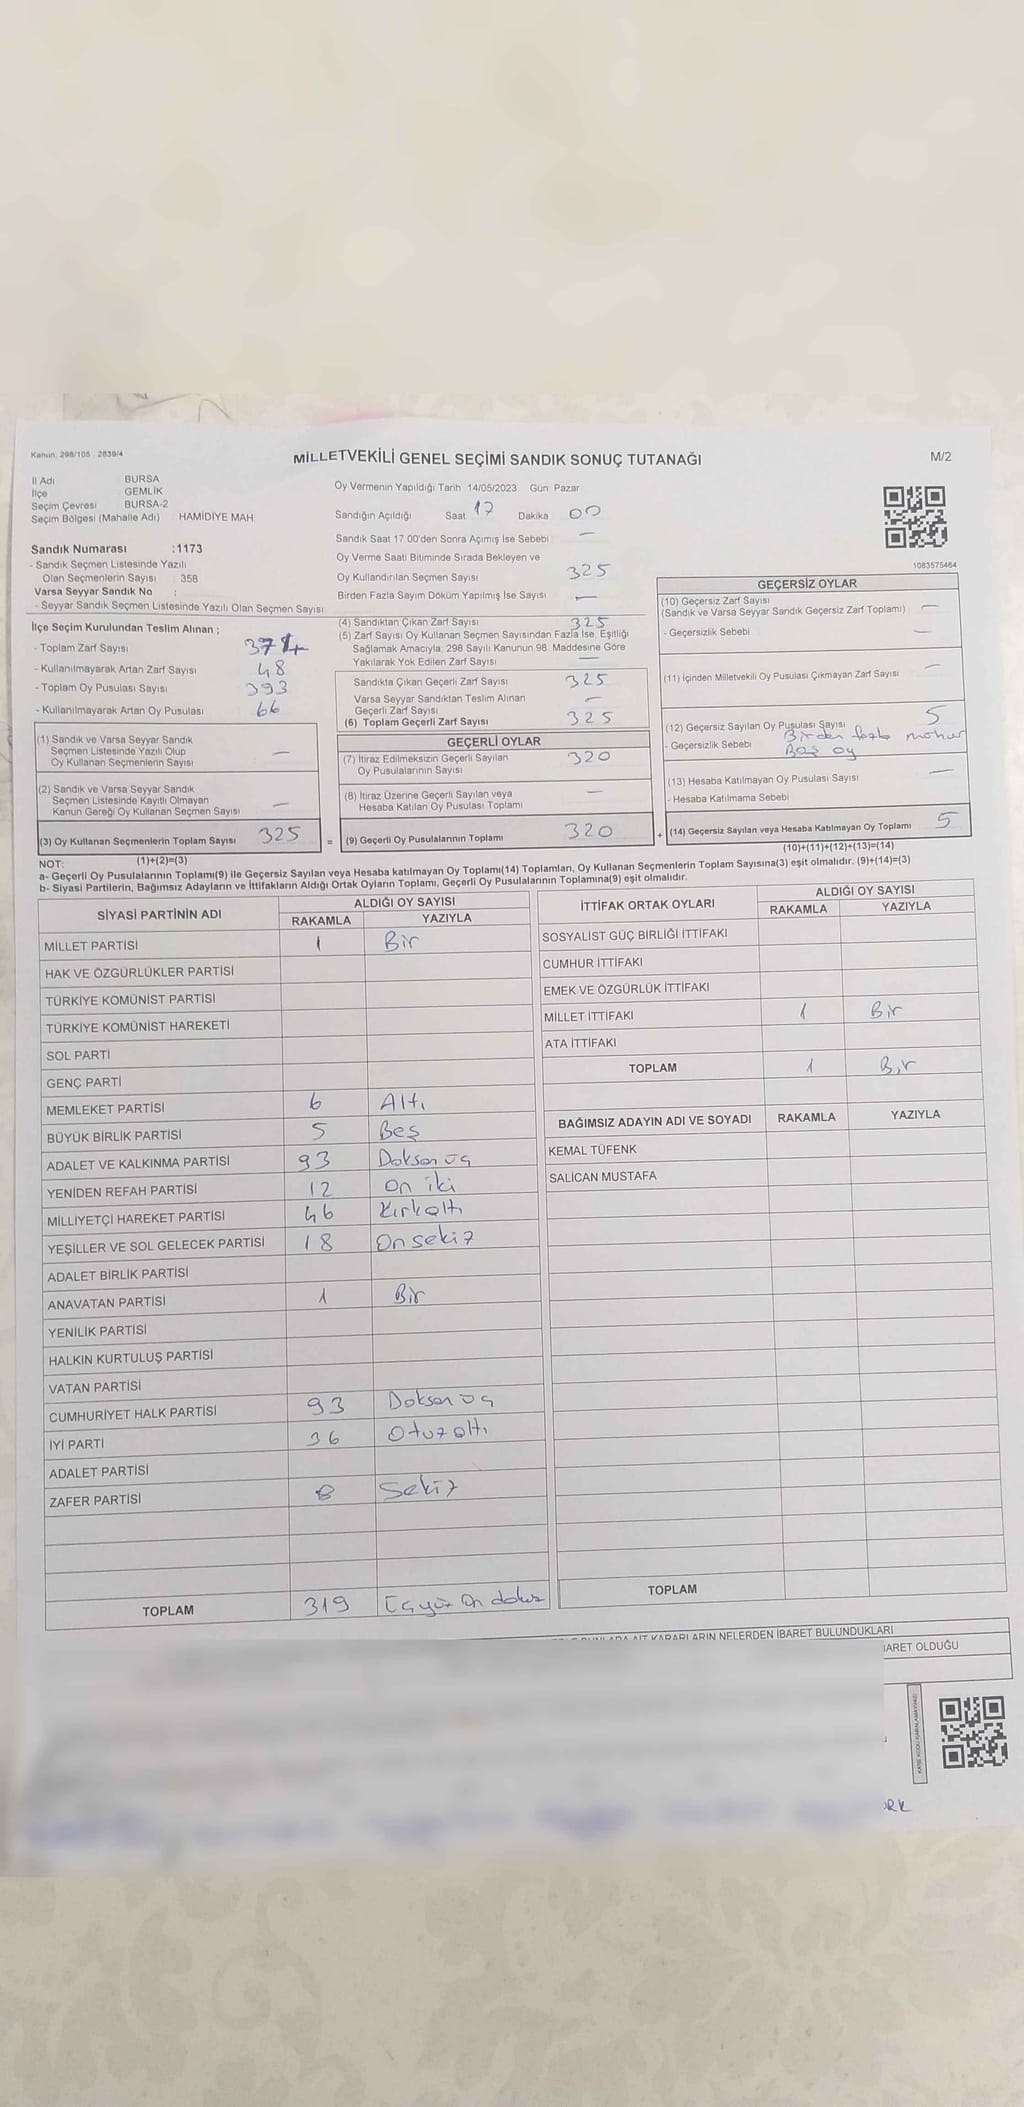 Kanun: 298/105 , 2839/4
MİLLETVEKİLİ GENEL SEÇİMİ SANDIK SONUÇ TUTANAĞI
M/2
İl Adı BURSA
İlçe GEMLİK
Seçim Çevresi BURSA-2
Seçim Bölgesi (Mahalle Adı) HAMİDİYE MAH.
Sandık Numarası :1173
- Sandık Seçmen Listesinde Yazılı
Olan Seçmenlerin Sayısı : 358
Varsa Seyyar Sandık No :
- Seyyar Sandık Seçmen Listesinde Yazılı Olan Seçmen Sayısı
İlçe Seçim Kurulundan Teslim Alınan ;
- Toplam Zarf Sayısı 374
- Kullanılmayarak Artan Zarf Sayısı 48
- Toplam Oy Pusulası Sayısı 393
- Kullanılmayarak Artan Oy Pusulası 66
(1) Sandık ve Varsa Seyyar Sandık
Seçmen Listesinde Yazılı Olup
Oy Kullanan Seçmenlerin Sayısı —
(2) Sandık ve Varsa Seyyar Sandık
Seçmen Listesinde Kayıtlı Olmayan
Kanun Gereği Oy Kullanan Seçmen Sayısı —
(3) Oy Kullanan Seçmenlerin Toplam Sayısı 325 =
(1)+(2)=(3)
Oy Vermenin Yapıldığı Tarih 14/05/2023 Gün Pazar
Sandığın Açıldığı Saat 17 Dakika 00
Sandık Saat 17.00'den Sonra Açımış İse Sebebi —
Oy Verme Saati Bitiminde Sırada Bekleyen ve
Oy Kullandırılan Seçmen Sayısı 325
Birden Fazla Sayım Döküm Yapılmış İse Sayısı —
(4) Sandıktan Çıkan Zarf Sayısı 325
(5) Zarf Sayısı Oy Kullanan Seçmen Sayısından Fazla İse, Eşitliği
Sağlamak Amacıyla, 298 Sayılı Kanunun 98. Maddesine Göre
Yakılarak Yok Edilen Zarf Sayısı —
Sandıkta Çıkan Geçerli Zarf Sayısı 325
Varsa Seyyar Sandıktan Teslim Alınan
Geçerli Zarf Sayısı —
(6) Toplam Geçerli Zarf Sayısı 325
GEÇERLİ OYLAR
(7) İtiraz Edilmeksizin Geçerli Sayılan
Oy Pusulalarının Sayısı 320
(8) İtiraz Üzerine Geçerli Sayılan veya
Hesaba Katılan Oy Pusulası Toplamı —
(9) Geçerli Oy Pusulalarının Toplamı 320 +
1083575464
GEÇERSİZ OYLAR
(10) Geçersiz Zarf Sayısı
(Sandık ve Varsa Seyyar Sandık Geçersiz Zarf Toplamı) —
- Geçersizlik Sebebi —
(11) İçinden Milletvekili Oy Pusulası Çıkmayan Zarf Sayısı —
(12) Geçersiz Sayılan Oy Pusulası Sayısı 5
- Geçersizlik Sebebi Birden fazla mühür
Boş oy
(13) Hesaba Katılmayan Oy Pusulası Sayısı —
- Hesaba Katılmama Sebebi
(14) Geçersiz Sayılan veya Hesaba Katılmayan Oy Toplamı 5
(10)+(11)+(12)+(13)=(14)
NOT:
a- Geçerli Oy Pusulalarının Toplamı(9) ile Geçersiz Sayılan veya Hesaba katılmayan Oy Toplamı(14) Toplamları, Oy Kullanan Seçmenlerin Toplam Sayısına(3) eşit olmalıdır. (9)+(14)=(3)
b- Siyasi Partilerin, Bağımsız Adayların ve İttifakların Aldığı Ortak Oyların Toplamı, Geçerli Oy Pusulalarının Toplamına(9) eşit olmalıdır.
SİYASİ PARTİNİN ADI ALDIĞI OY SAYISI
RAKAMLA YAZIYLA
MİLLET PARTİSİ 1 Bir
HAK VE ÖZGÜRLÜKLER PARTİSİ
TÜRKİYE KOMÜNİST PARTİSİ
TÜRKİYE KOMÜNİST HAREKETİ
SOL PARTİ
GENÇ PARTİ
MEMLEKET PARTİSİ 6 Altı
BÜYÜK BİRLİK PARTİSİ 5 Beş
ADALET VE KALKINMA PARTİSİ 93 Doksan üç
YENİDEN REFAH PARTİSİ 12 On iki
MİLLİYETÇİ HAREKET PARTİSİ 46 Kırkaltı
YEŞİLLER VE SOL GELECEK PARTİSİ 18 Onsekiz
ADALET BİRLİK PARTİSİ
ANAVATAN PARTİSİ 1 Bir
YENİLİK PARTİSİ
HALKIN KURTULUŞ PARTİSİ
VATAN PARTİSİ
CUMHURİYET HALK PARTİSİ 93 Doksan üç
İYİ PARTİ 36 Otuzaltı
ADALET PARTİSİ
ZAFER PARTİSİ 8 Sekiz
TOPLAM 319 Üçyüz On dokuz
İTTİFAK ORTAK OYLARI ALDIĞI OY SAYISI
RAKAMLA YAZIYLA
SOSYALİST GÜÇ BİRLİĞİ İTTİFAKI
CUMHUR İTTİFAKI
EMEK VE ÖZGÜRLÜK İTTİFAKI
MİLLET İTTİFAKI 1 Bir
ATA İTTİFAKI
TOPLAM 1 Bir
BAĞIMSIZ ADAYIN ADI VE SOYADI RAKAMLA YAZIYLA
KEMAL TÜFENK
SALİCAN MUSTAFA
TOPLAM
KARARLARIN NELERDEN İBARET BULUNDUKLARI
İBARET OLDUĞU